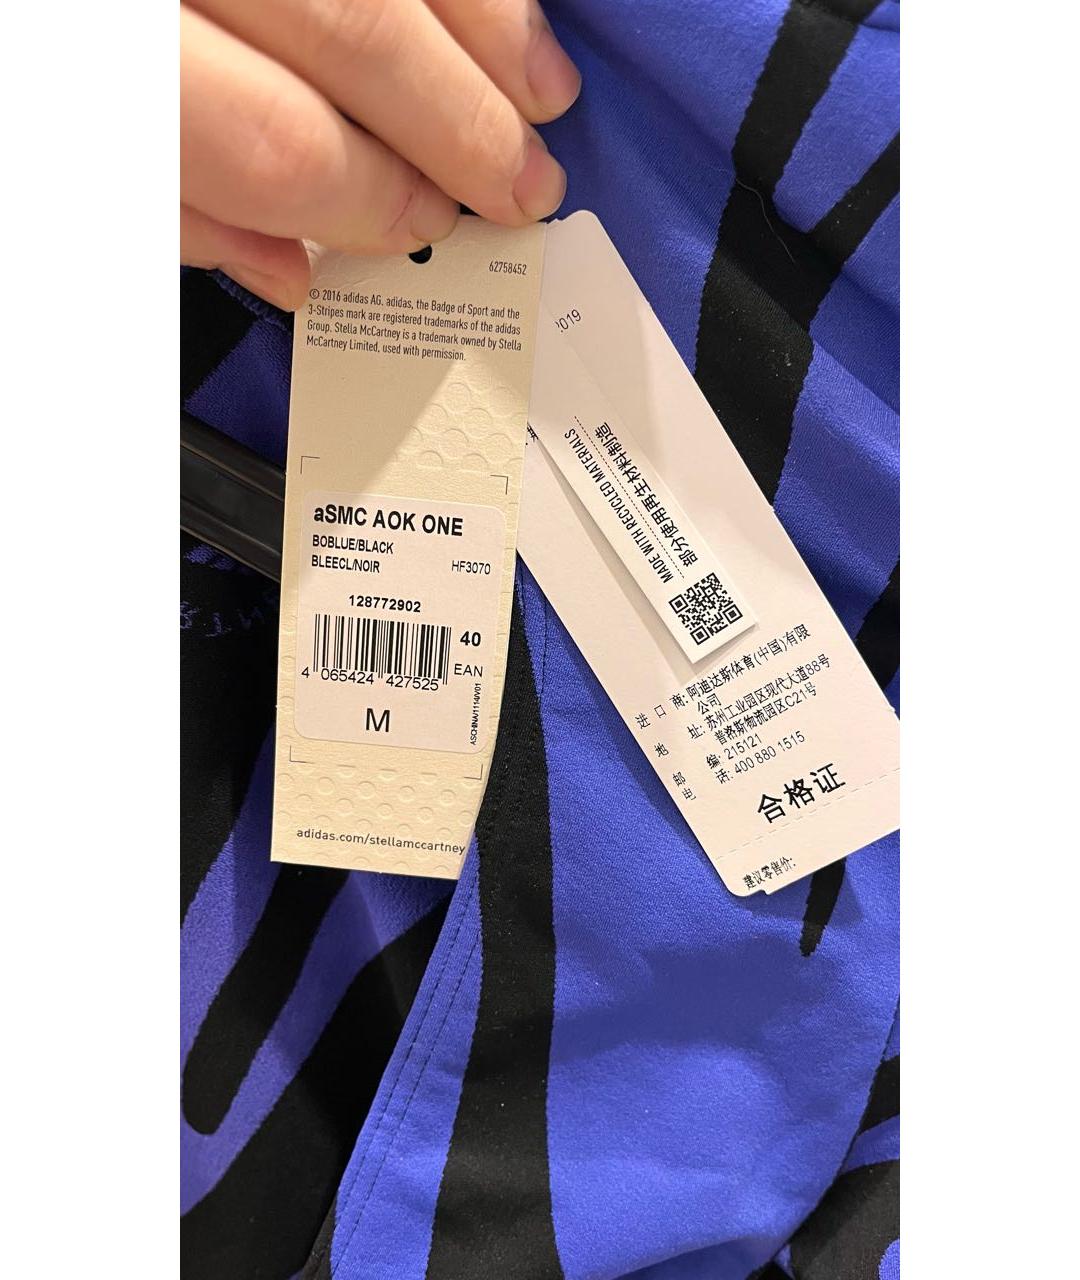 62758452
© 2016 adidas AG. adidas, the Badge of Sport and the
3-Stripes mark are registered trademarks of the adidas
Group. Stella McCartney is a trademark owned by Stella
McCartney Limited, used with permission.
aSMC AOK ONE
BOBLUE/BLACK
BLEECL/NOIR
HF3070
128772902
40
EAN
4 065424 427525
M
adidas.com/stellamccartney
019
MADE WITH RECYCLED MATERIALS
部分使用再生材料制造
进口商: 阿迪达斯体育(中国)有限
公司
地址: 苏州工业园区现代大道88号
普洛斯物流园区C21号
邮编: 215121
电话: 400 880 1515
合格证
建议零售价: